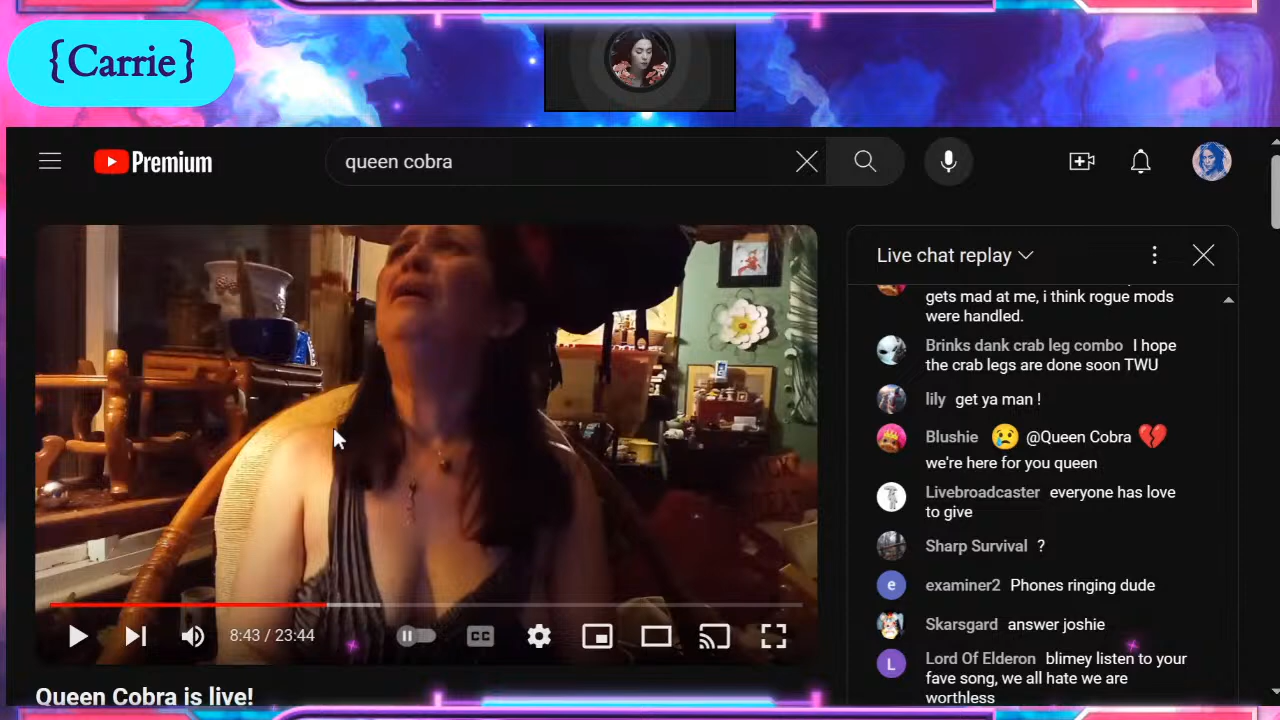 {Carrie}
Premium
queen cobra
Live chat replay
gets mad at me, i think rogue mods
were handled.
Brinks dank crab leg combo I hope
the crab legs are done soon TWU
lily get ya man !
Blushie 😢 @Queen Cobra 💔
we're here for you queen
Livebroadcaster everyone has love
to give
Sharp Survival ?
e examiner2 Phones ringing dude
Skarsgard answer joshie
L Lord Of Elderon blimey listen to your
fave song, we all hate we are
worthless
8:43 / 23:44
CC
Queen Cobra is live!